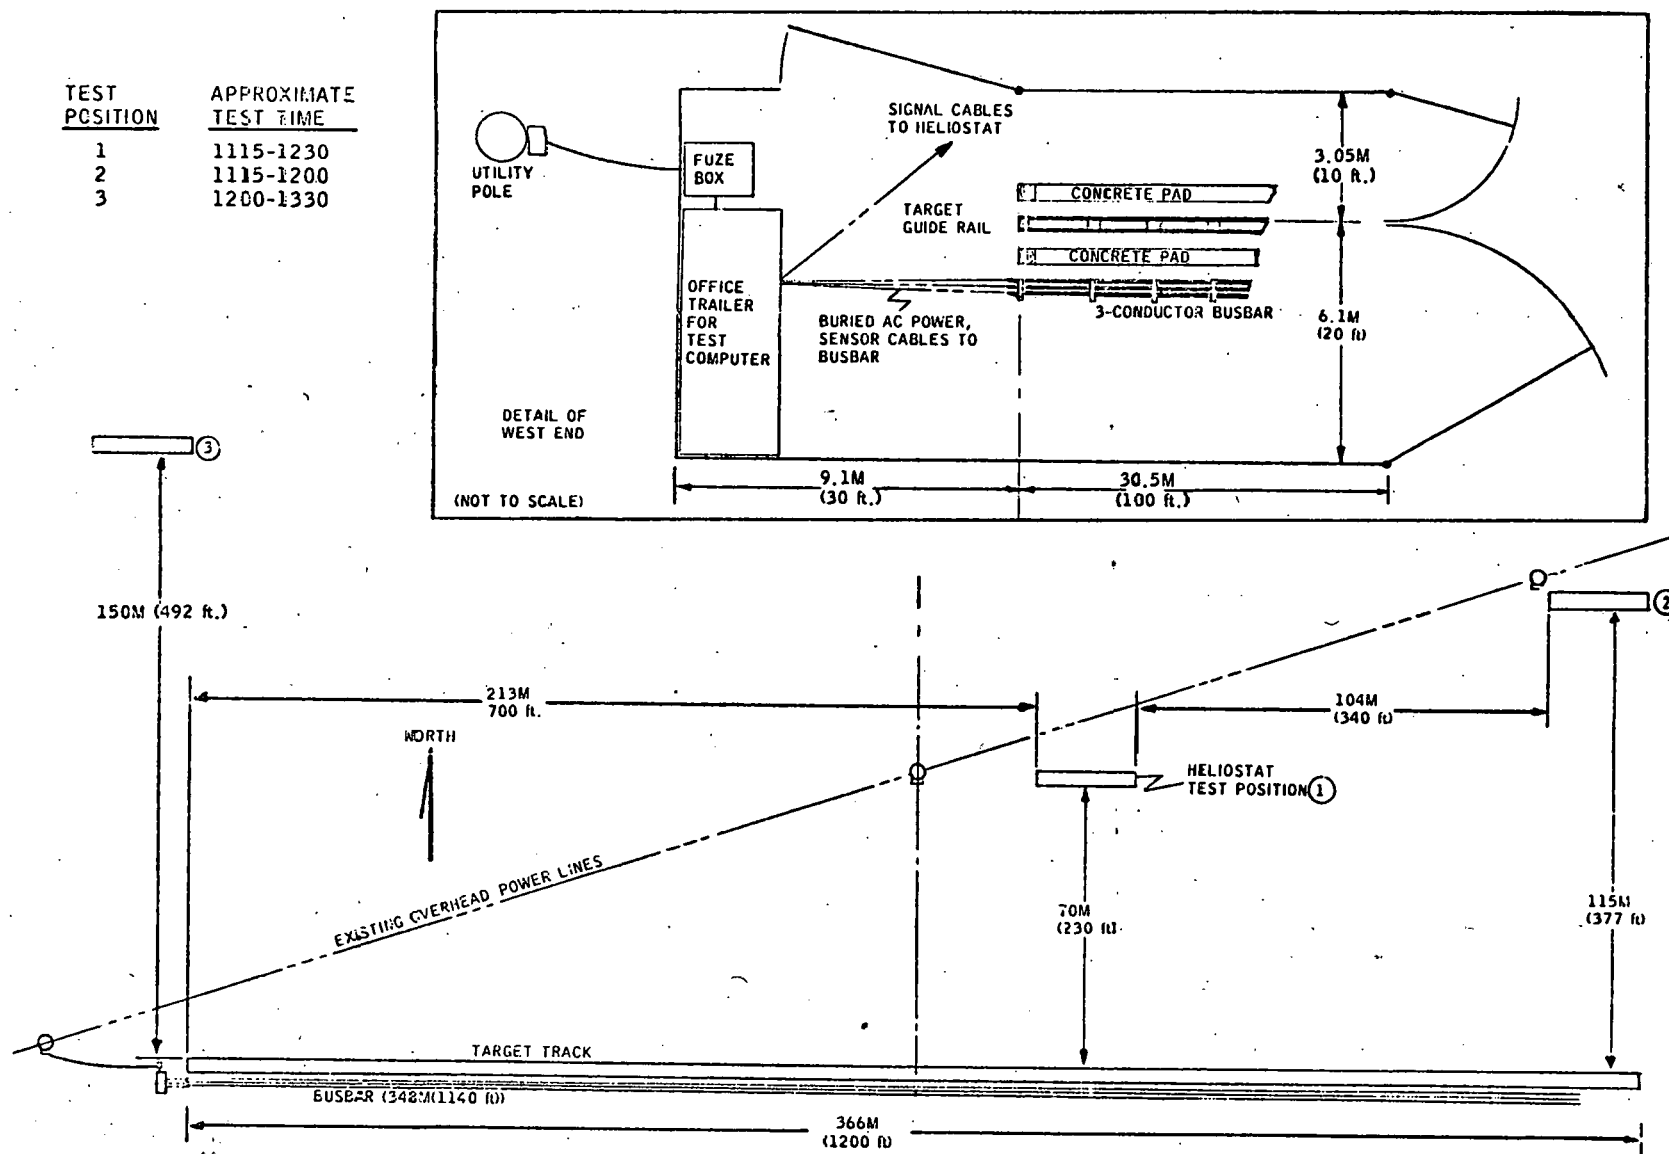 TEST POSITION
APPROXIMATE TEST TIME
1 1115-1230
2 1115-1200
3 1200-1330
UTILITY
POLE
FUZE
BOX
SIGNAL CABLES
TO HELIOSTAT
3.05M
(10 ft.)
CONCRETE PAD
TARGET
GUIDE RAIL
CONCRETE PAD
OFFICE
TRAILER
FOR
TEST
COMPUTER
3-CONDUCTOR BUSBAR
BURIED AC POWER,
SENSOR CABLES TO
BUSBAR
6.1M
(20 ft)
DETAIL OF
WEST END
9.1M
(30 ft.)
30.5M
(100 ft.)
(NOT TO SCALE)
3
150M (492 ft.)
2
213M
700 ft.
104M
(340 ft)
NORTH
HELIOSTAT
TEST POSITION 1
EXISTING OVERHEAD POWER LINES
70M
(230 ft)
115M
(377 ft)
TARGET TRACK
BUSBAR (348M(1140 ft))
366M
(1200 ft)